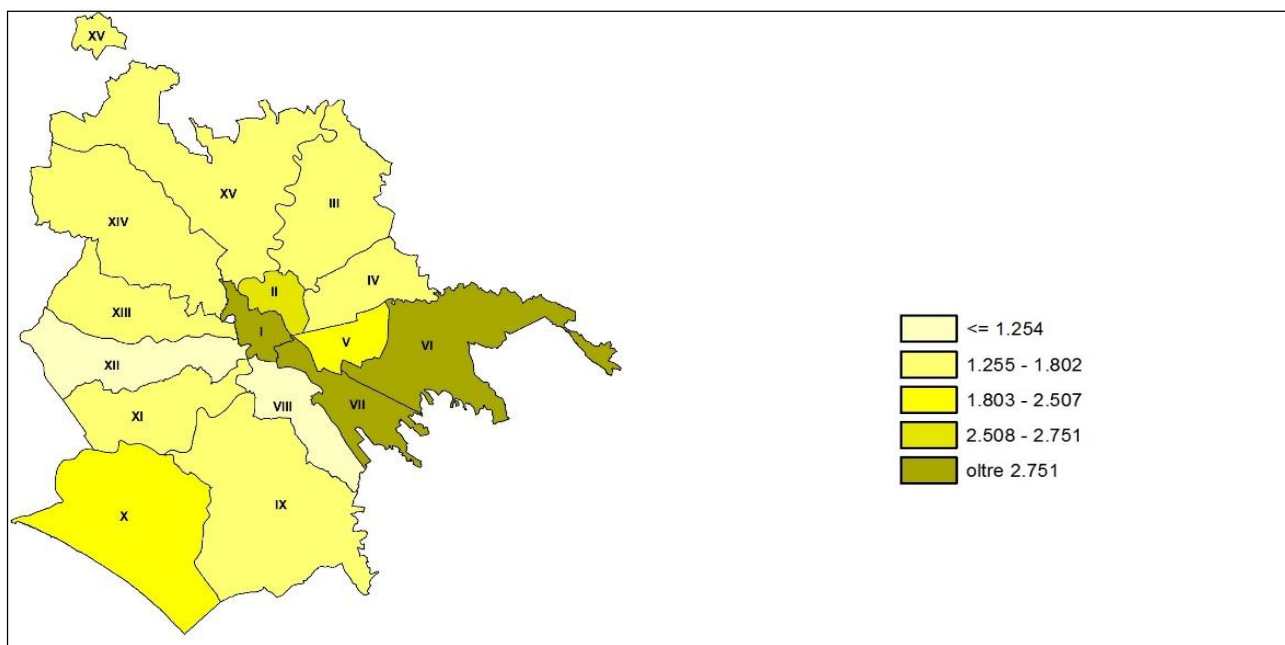 XV
XV
III
XIV
IV
II
XIII
I
V
VI
XII
VIII
VII
XI
IX
X
<= 1.254
1.255 - 1.802
1.803 - 2.507
2.508 - 2.751
oltre 2.751